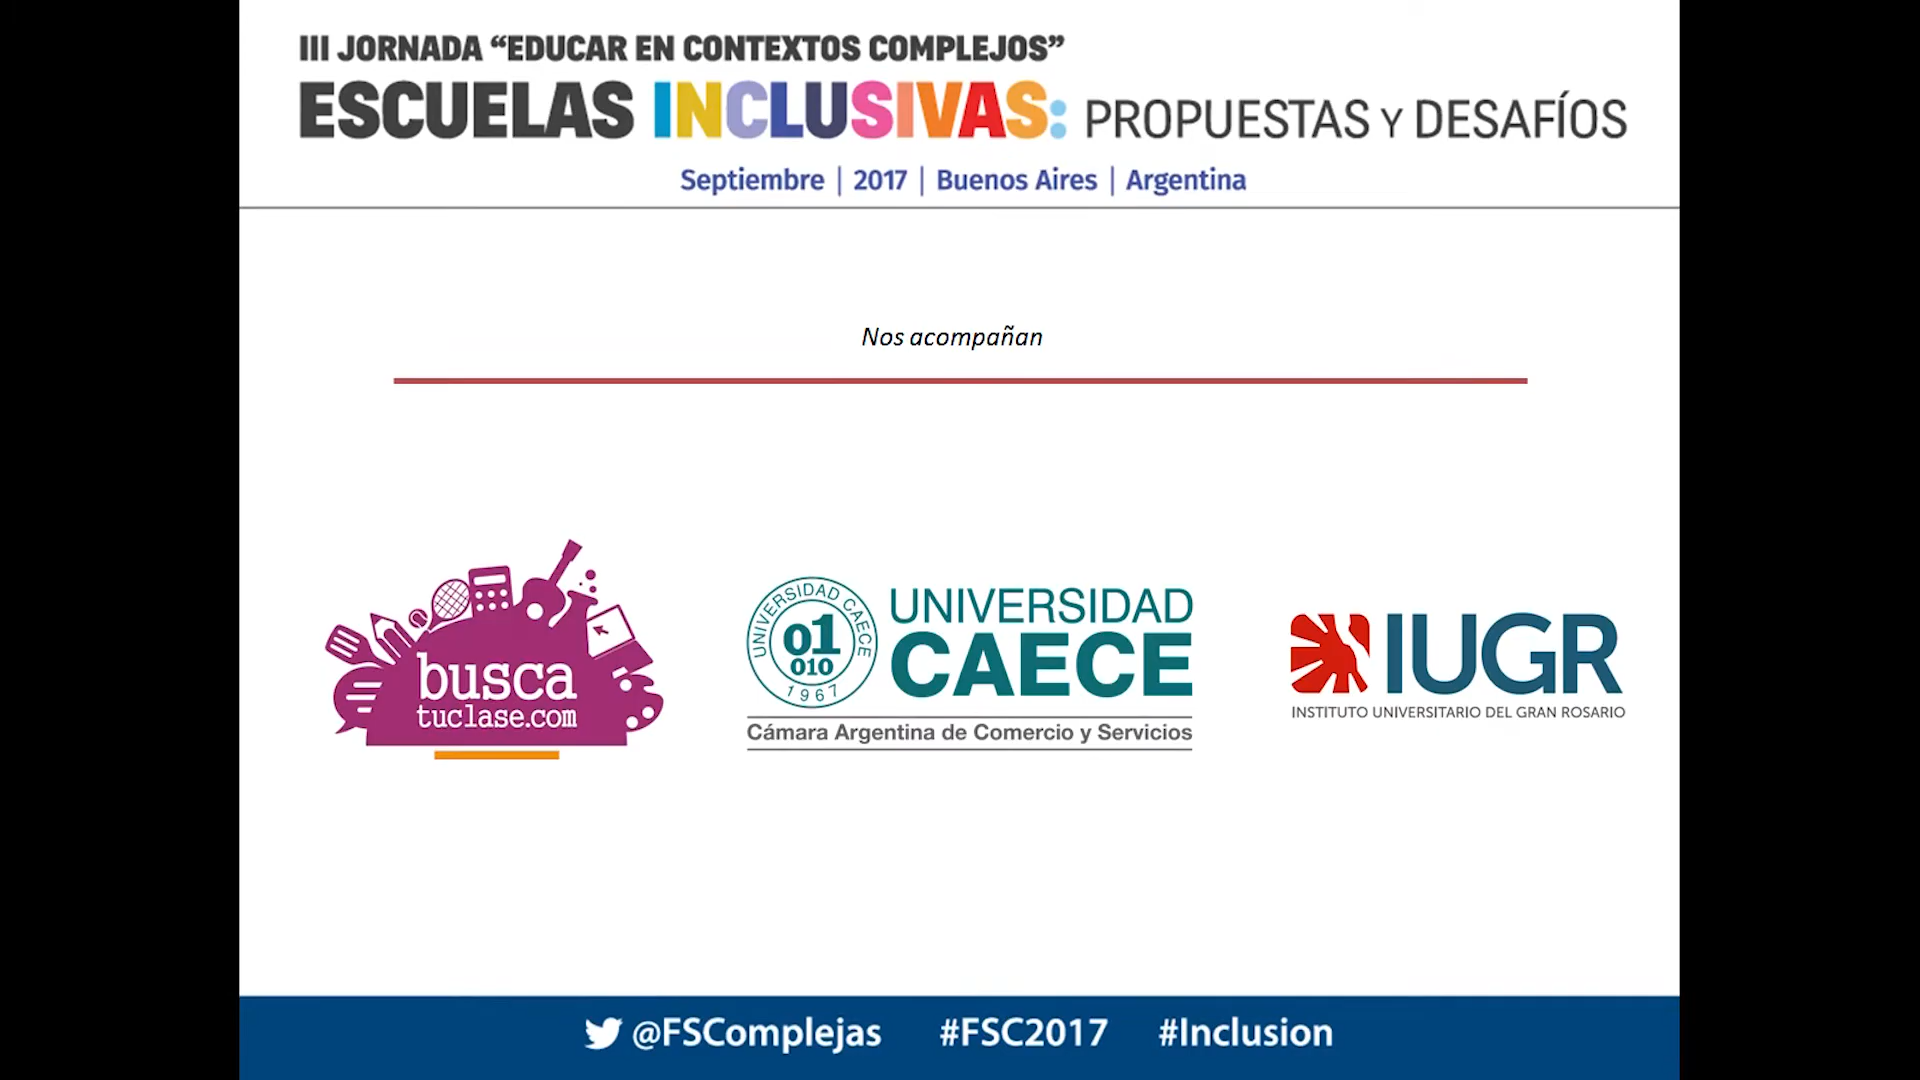 III JORNADA “EDUCAR EN CONTEXTOS COMPLEJOS”
ESCUELAS INCLUSIVAS: PROPUESTAS Y DESAFÍOS
Septiembre | 2017 | Buenos Aires | Argentina
Nos acompañan
busca
tuclase.com
UNIVERSIDAD CAECE
01
010
1967
UNIVERSIDAD
CAECE
Cámara Argentina de Comercio y Servicios
IUGR
INSTITUTO UNIVERSITARIO DEL GRAN ROSARIO
@FSComplejas #FSC2017 #Inclusion